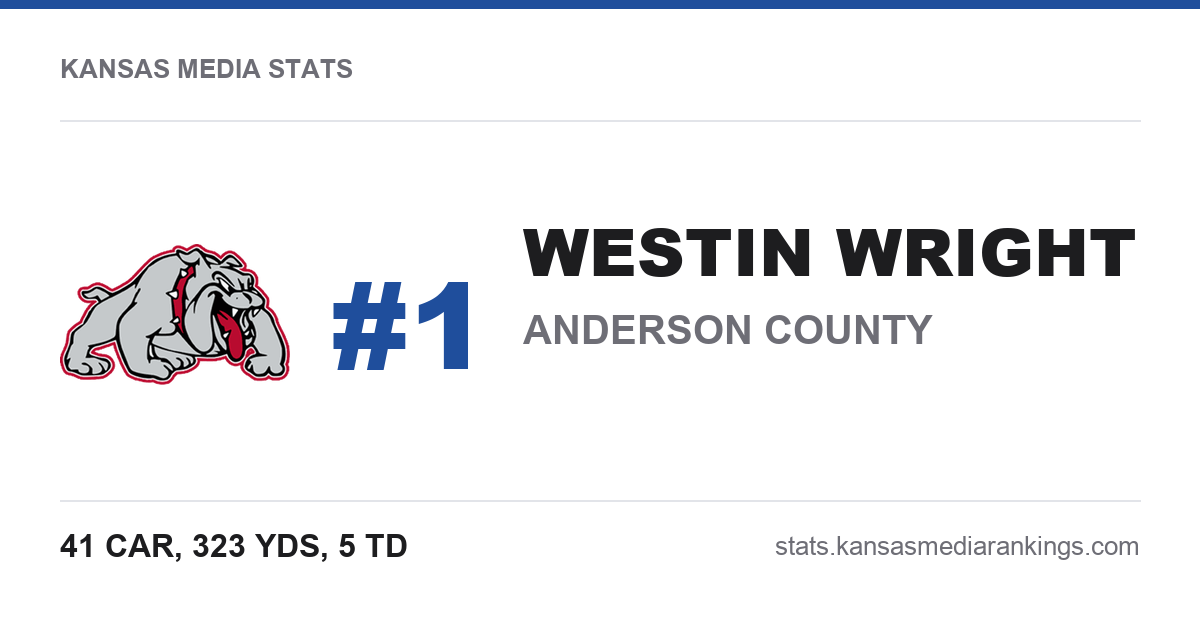 KANSAS MEDIA STATS
#1
WESTIN WRIGHT
ANDERSON COUNTY
41 CAR, 323 YDS, 5 TD
stats.kansasmediarankings.com